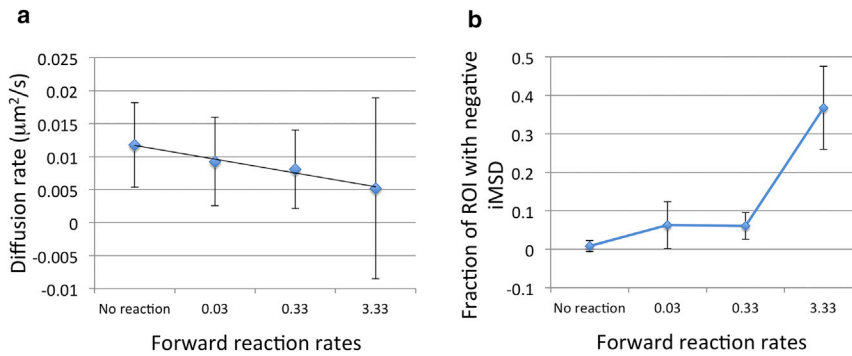 a
Diffusion rate (μm²/s)
0.025
0.02
0.015
0.01
0.005
0
-0.005
-0.01
No reaction 0.03 0.33 3.33
Forward reaction rates
b
Fraction of ROI with negative
iMSD
0.5
0.4
0.3
0.2
0.1
0
-0.1
No reaction 0.03 0.33 3.33
Forward reaction rates